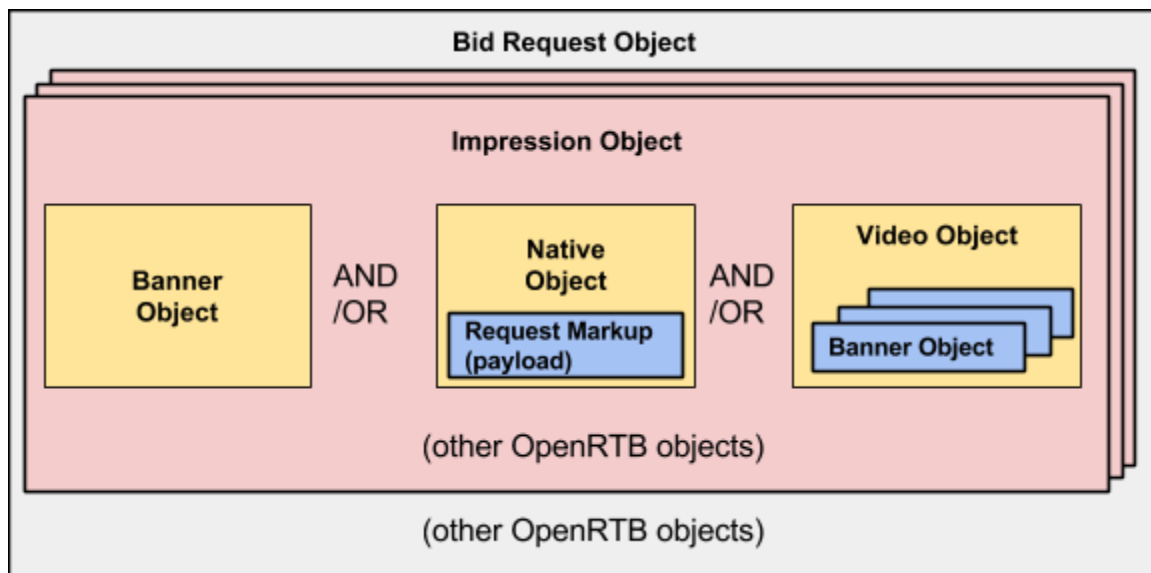 Bid Request Object
Impression Object
Banner
Object
AND
/OR
Native
Object
Request Markup
(payload)
AND
/OR
Video Object
Banner Object
(other OpenRTB objects)
(other OpenRTB objects)